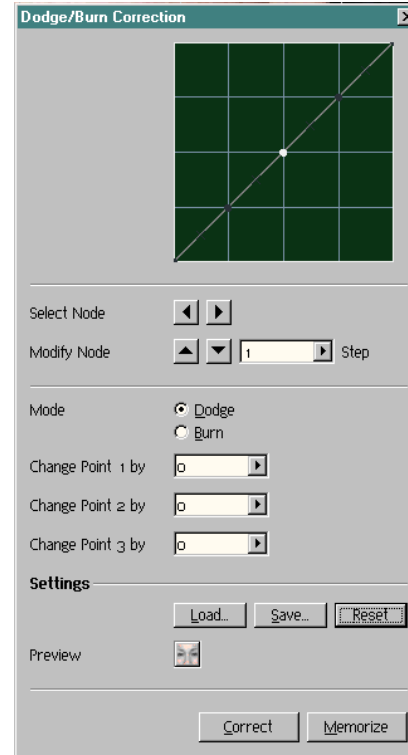 Dodge/Burn Correction
Select Node
Modify Node 1 Step
Mode Dodge
Burn
Change Point 1 by 0
Change Point 2 by 0
Change Point 3 by 0
Settings
Load... Save... Reset
Preview
Correct Memorize